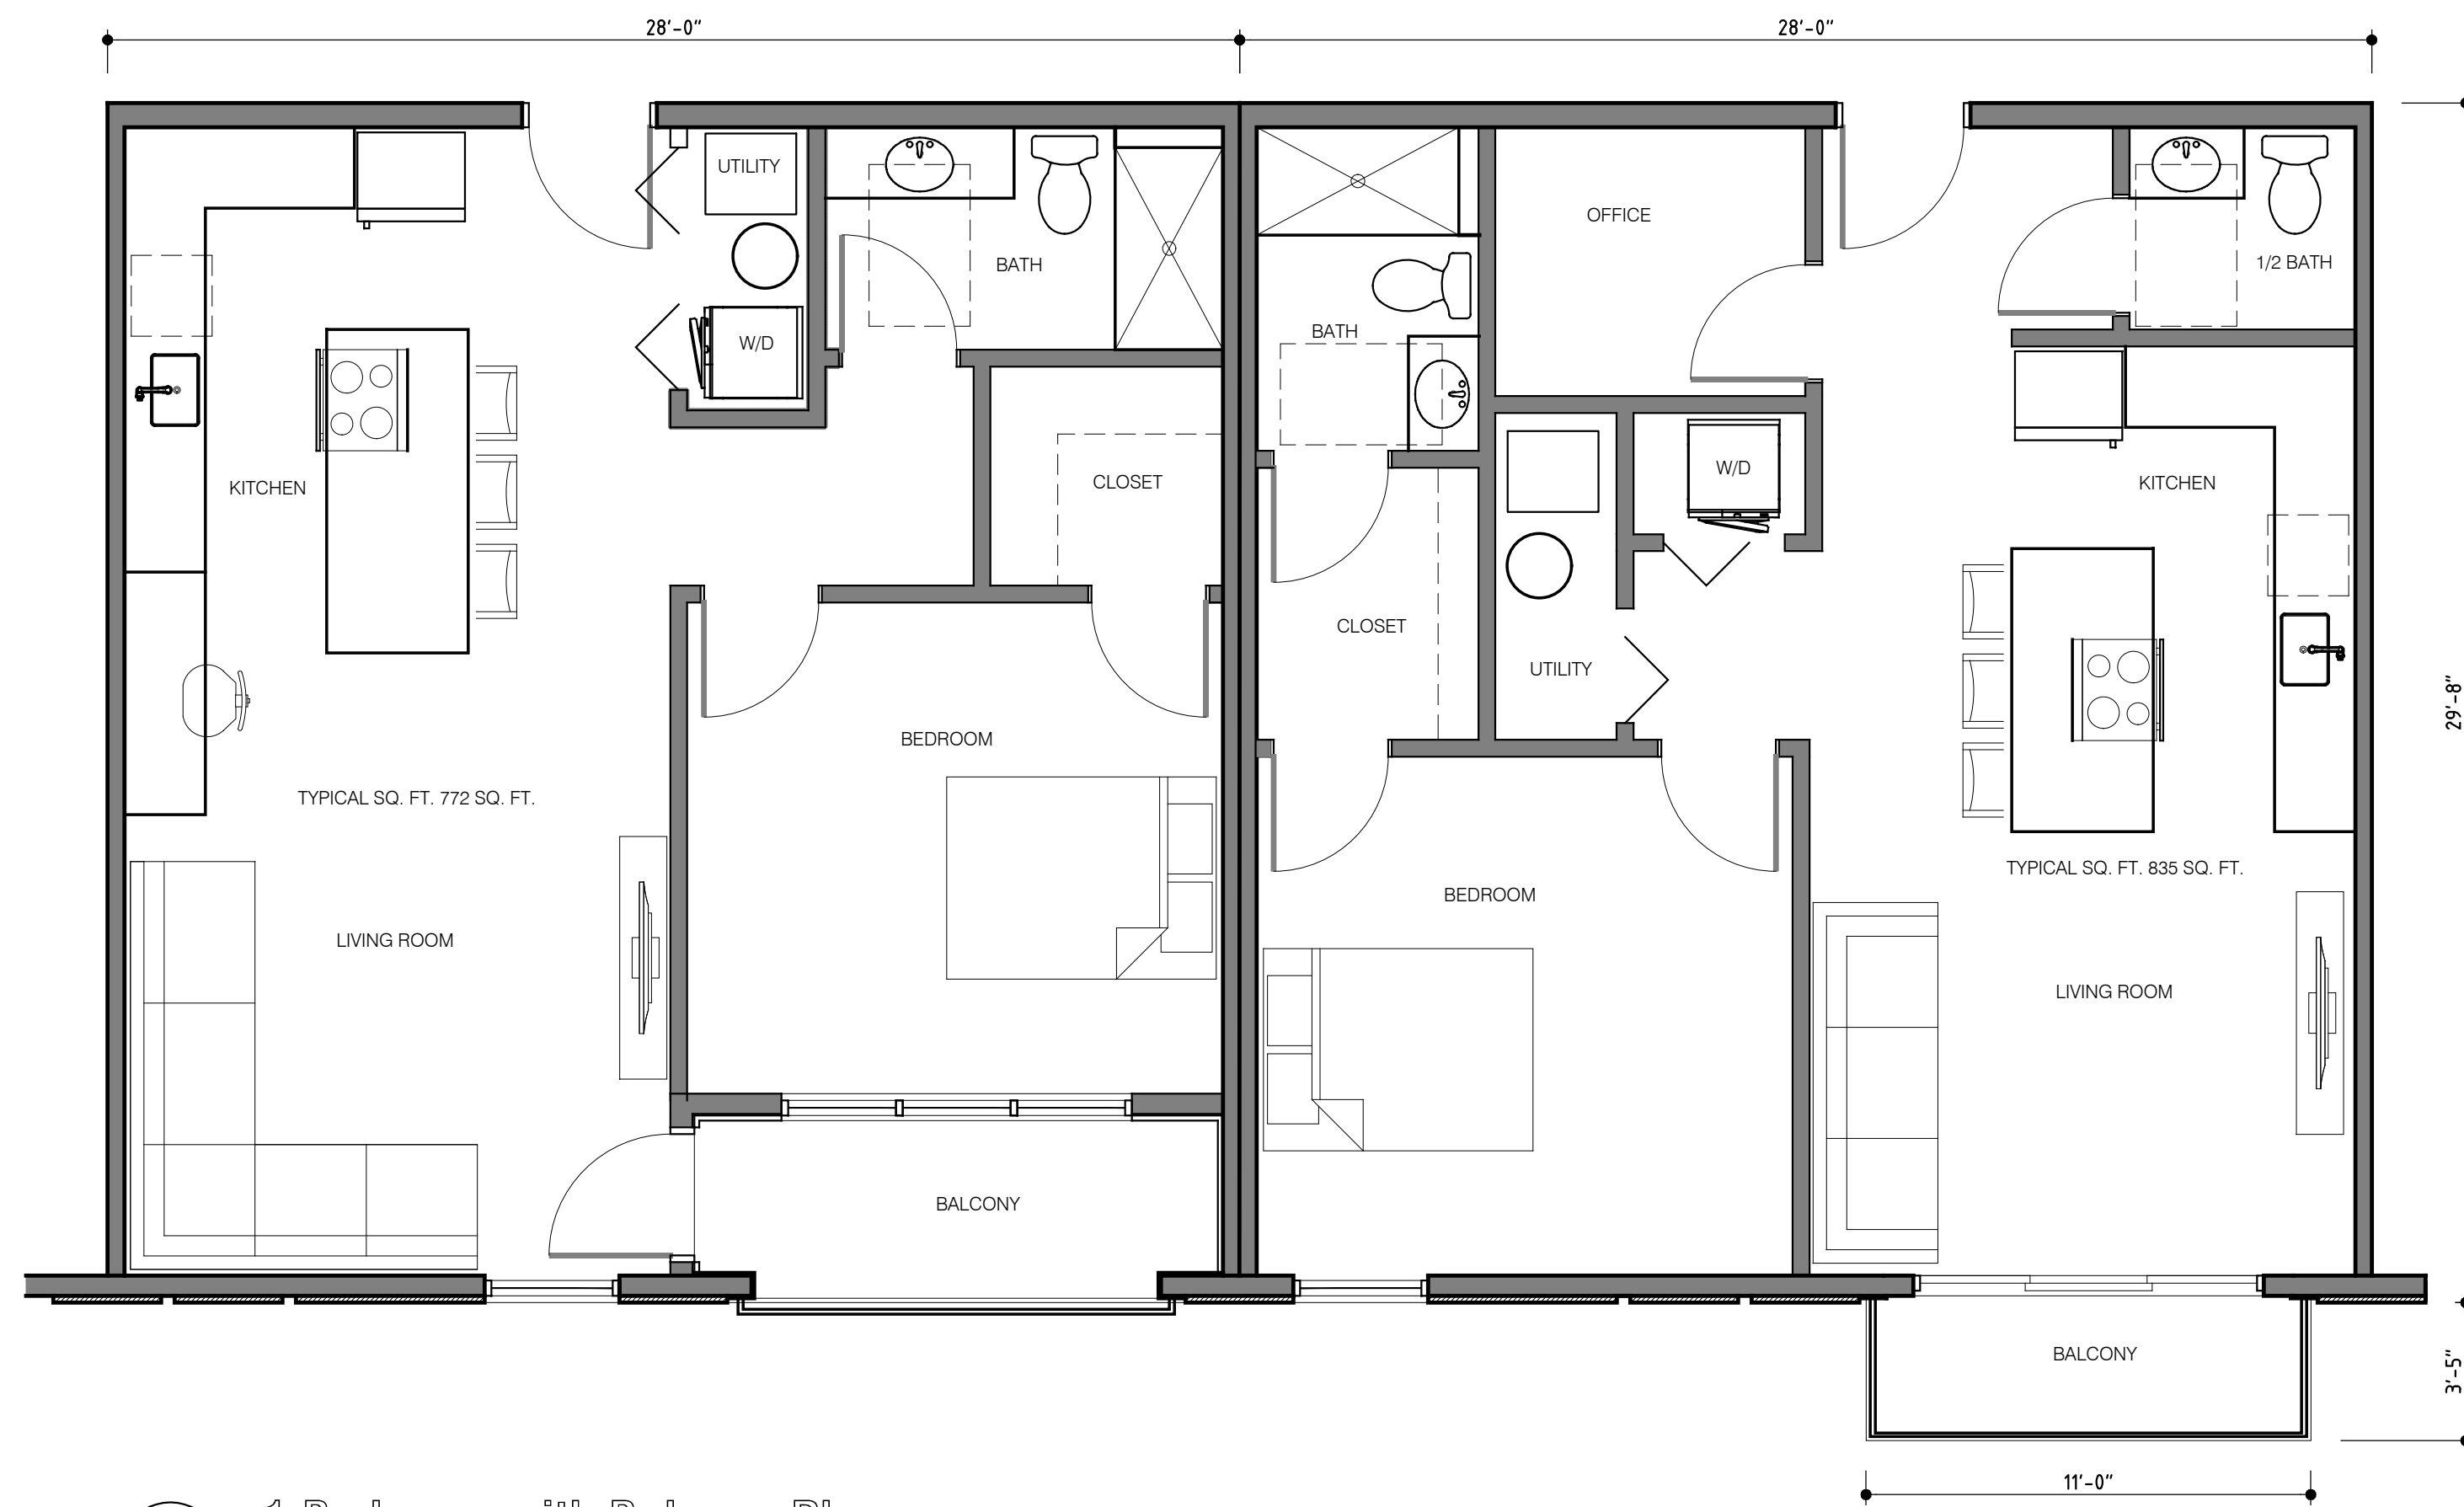 28'-0"
28'-0"
UTILITY
OFFICE
BATH
1/2 BATH
BATH
W/D
W/D
CLOSET
KITCHEN
KITCHEN
CLOSET
UTILITY
29'-8"
BEDROOM
TYPICAL SQ. FT. 772 SQ. FT.
TYPICAL SQ. FT. 835 SQ. FT.
BEDROOM
LIVING ROOM
LIVING ROOM
BALCONY
BALCONY
3'-5"
11'-0"